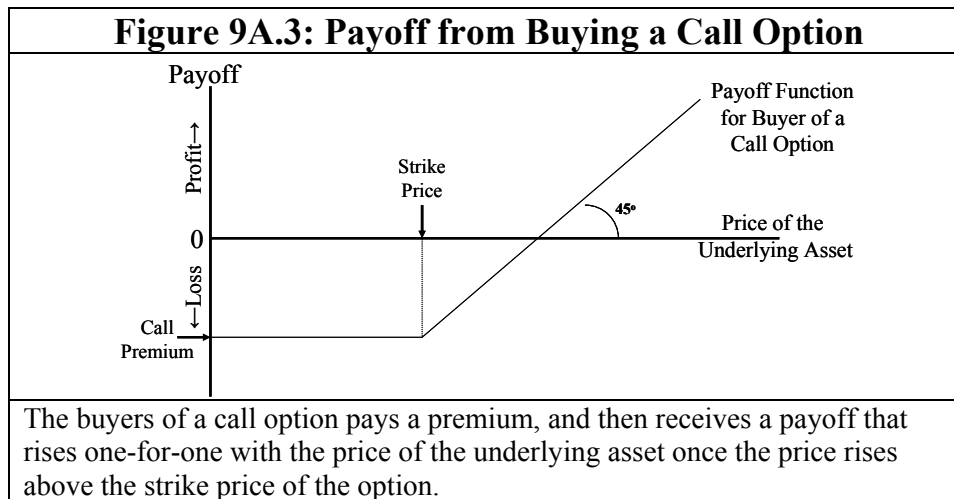 Figure 9A.3: Payoff from Buying a Call Option
Payoff
Payoff Function
for Buyer of a
Call Option
Profit→
Strike
Price
45º
Price of the
Underlying Asset
0
←Loss
Call
Premium
The buyers of a call option pays a premium, and then receives a payoff that
rises one-for-one with the price of the underlying asset once the price rises
above the strike price of the option.